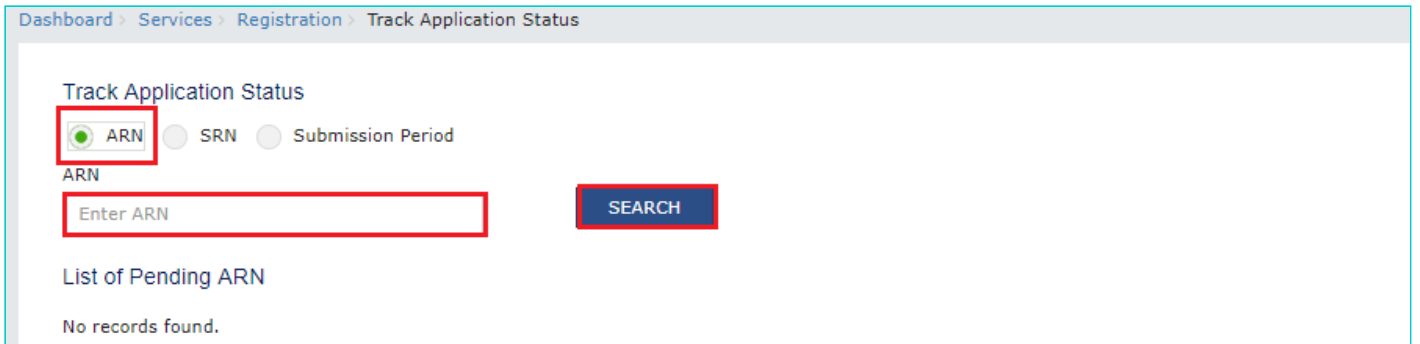 Dashboard > Services > Registration > Track Application Status
Track Application Status
ARN SRN Submission Period
ARN
Enter ARN SEARCH
List of Pending ARN
No records found.